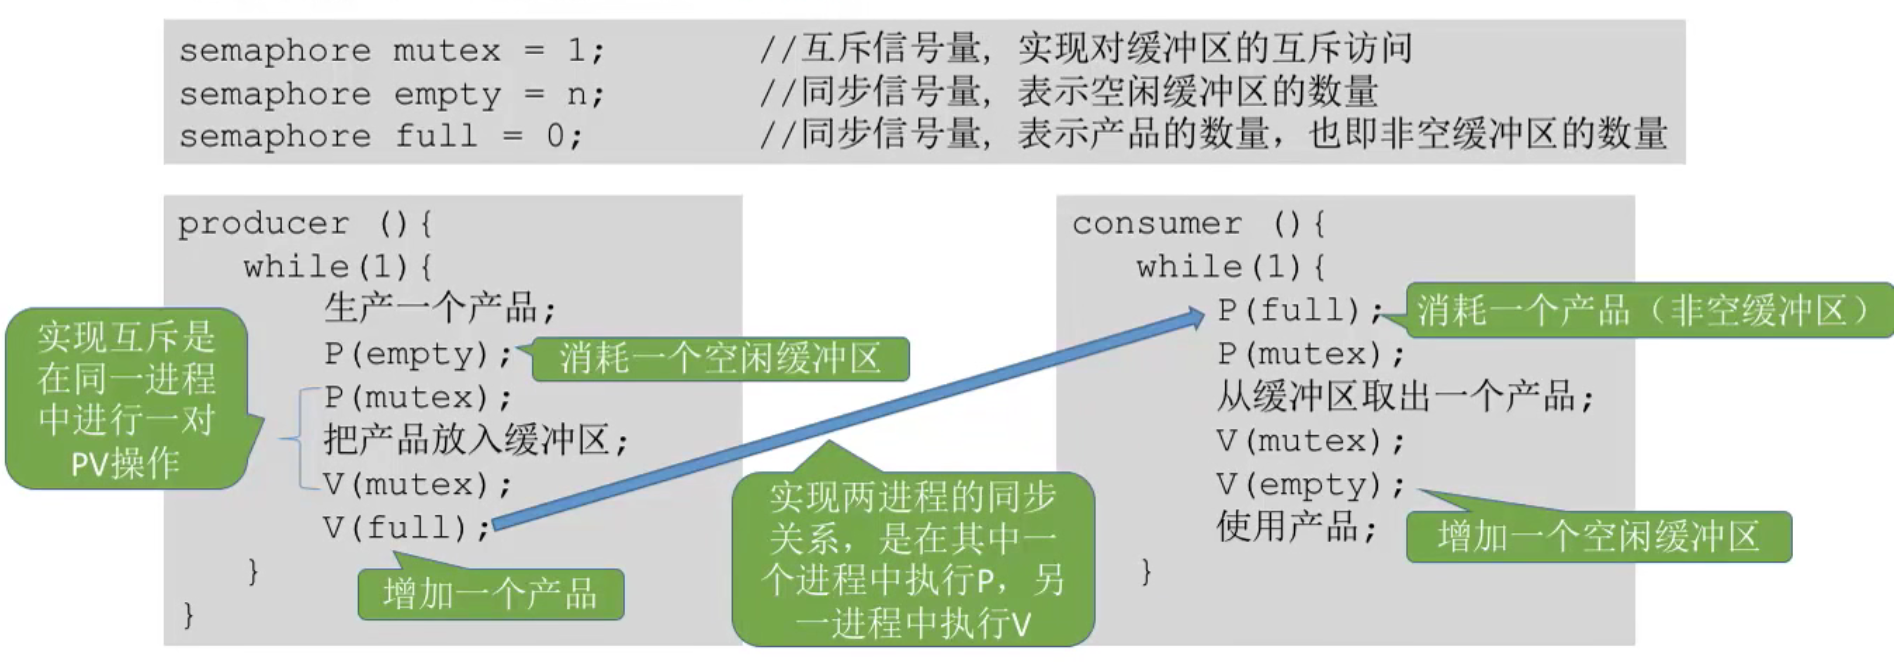 semaphore mutex = 1; //互斥信号量, 实现对缓冲区的互斥访问
semaphore empty = n; //同步信号量, 表示空闲缓冲区的数量
semaphore full = 0; //同步信号量, 表示产品的数量，也即非空缓冲区的数量
producer (){
while(1){
生产一个产品;
P(empty);
P(mutex);
把产品放入缓冲区;
V(mutex);
V(full);
}
}
实现互斥是
在同一进程
中进行一对
PV操作
消耗一个空闲缓冲区
增加一个产品
实现两进程的同步
关系，是在其中一
个进程中执行P，另
一进程中执行V
consumer (){
while(1){
P(full);
P(mutex);
从缓冲区取出一个产品;
V(mutex);
V(empty);
使用产品;
}
消耗一个产品（非空缓冲区）
增加一个空闲缓冲区